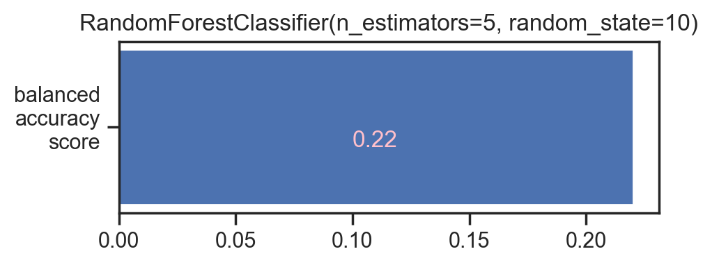 RandomForestClassifier(n_estimators=5, random_state=10)
balanced
accuracy
score
0.22
0.00 0.05 0.10 0.15 0.20